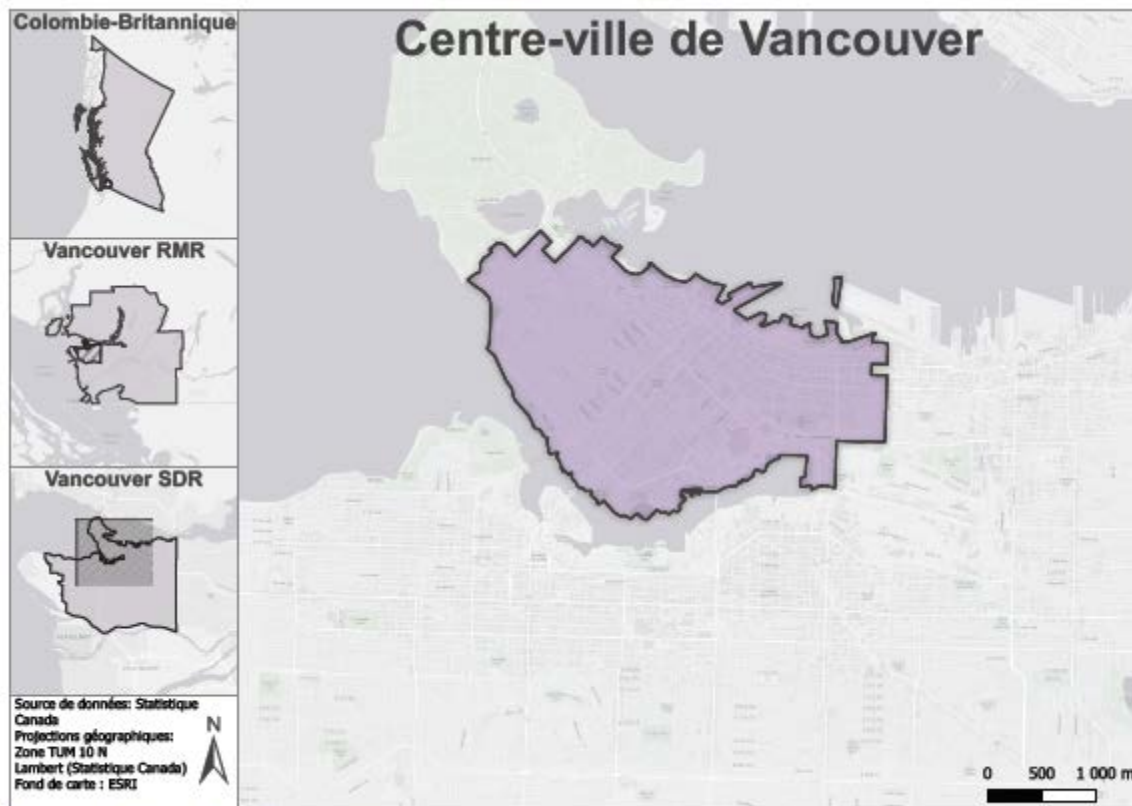 Colombie-Britannique
Centre-ville de Vancouver
Vancouver RMR
Vancouver SDR
Source de données: Statistique
Canada
Projections géographiques:
Zone TUM 10 N
Lambert (Statistique Canada)
Fond de carte : ESRI
N
0 500 1 000 m